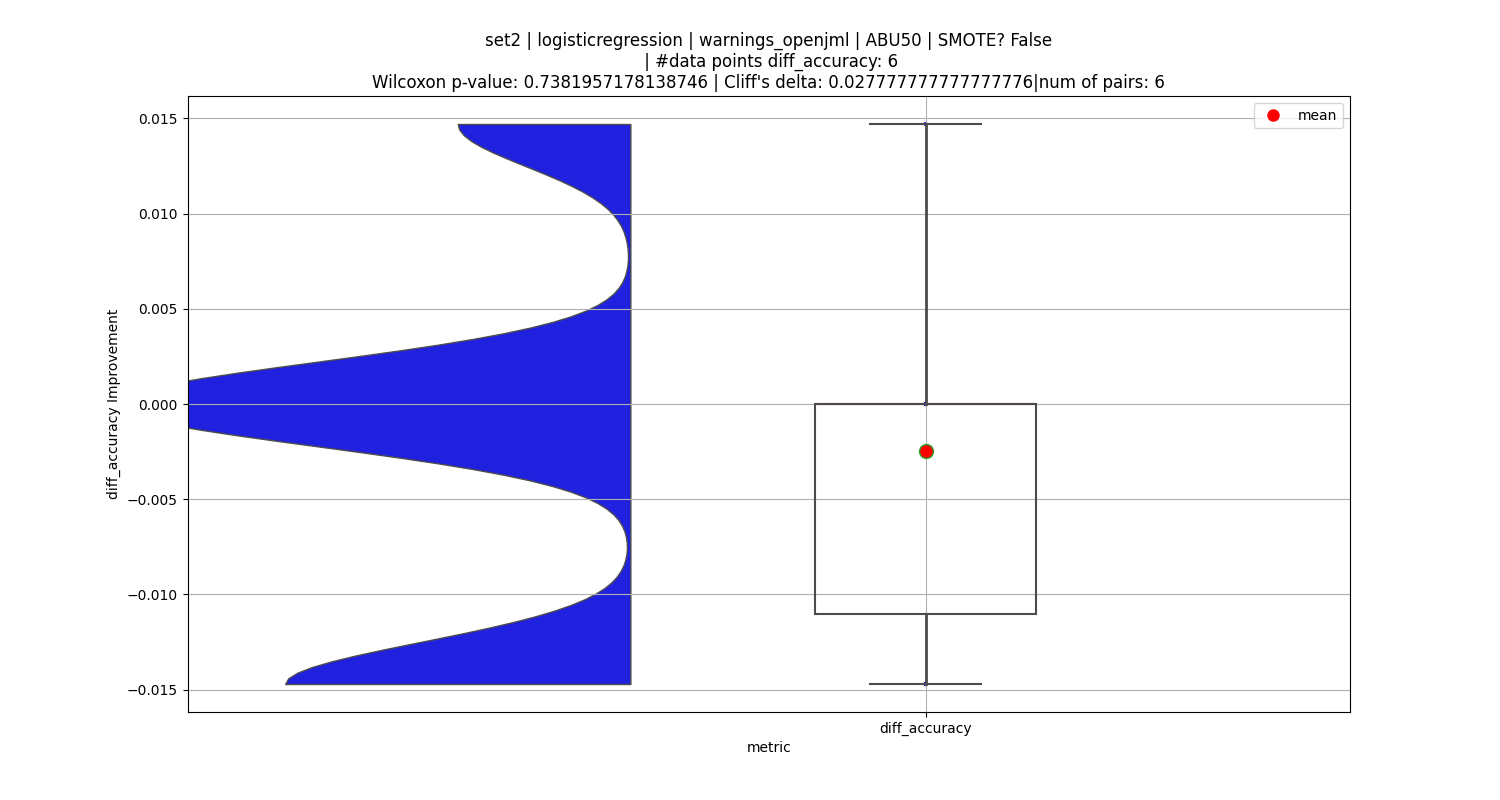 set2 | logisticregression | warnings_openjml | ABU50 | SMOTE? False
| #data points diff_accuracy: 6
Wilcoxon p-value: 0.7381957178138746 | Cliff's delta: 0.027777777777777776|num of pairs: 6
mean
0.015
0.010
0.005
0.000
−0.005
−0.010
−0.015
diff_accuracy Improvement
diff_accuracy
metric